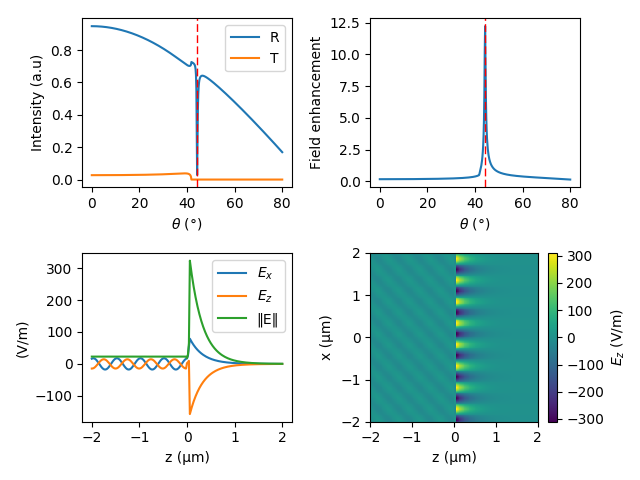 Intensity (a.u)
0.8
0.6
0.4
0.2
0.0
0 20 40 60 80
θ (°)
R
T
Field enhancement
12.5
10.0
7.5
5.0
2.5
0.0
0 20 40 60 80
θ (°)
(V/m)
300
200
100
0
−100
−2 −1 0 1 2
z (μm)
Ex
Ez
‖E‖
x (μm)
2
1
0
−1
−2
−2 −1 0 1 2
z (μm)
300
200
100
0
−100
−200
−300
Ez (V/m)